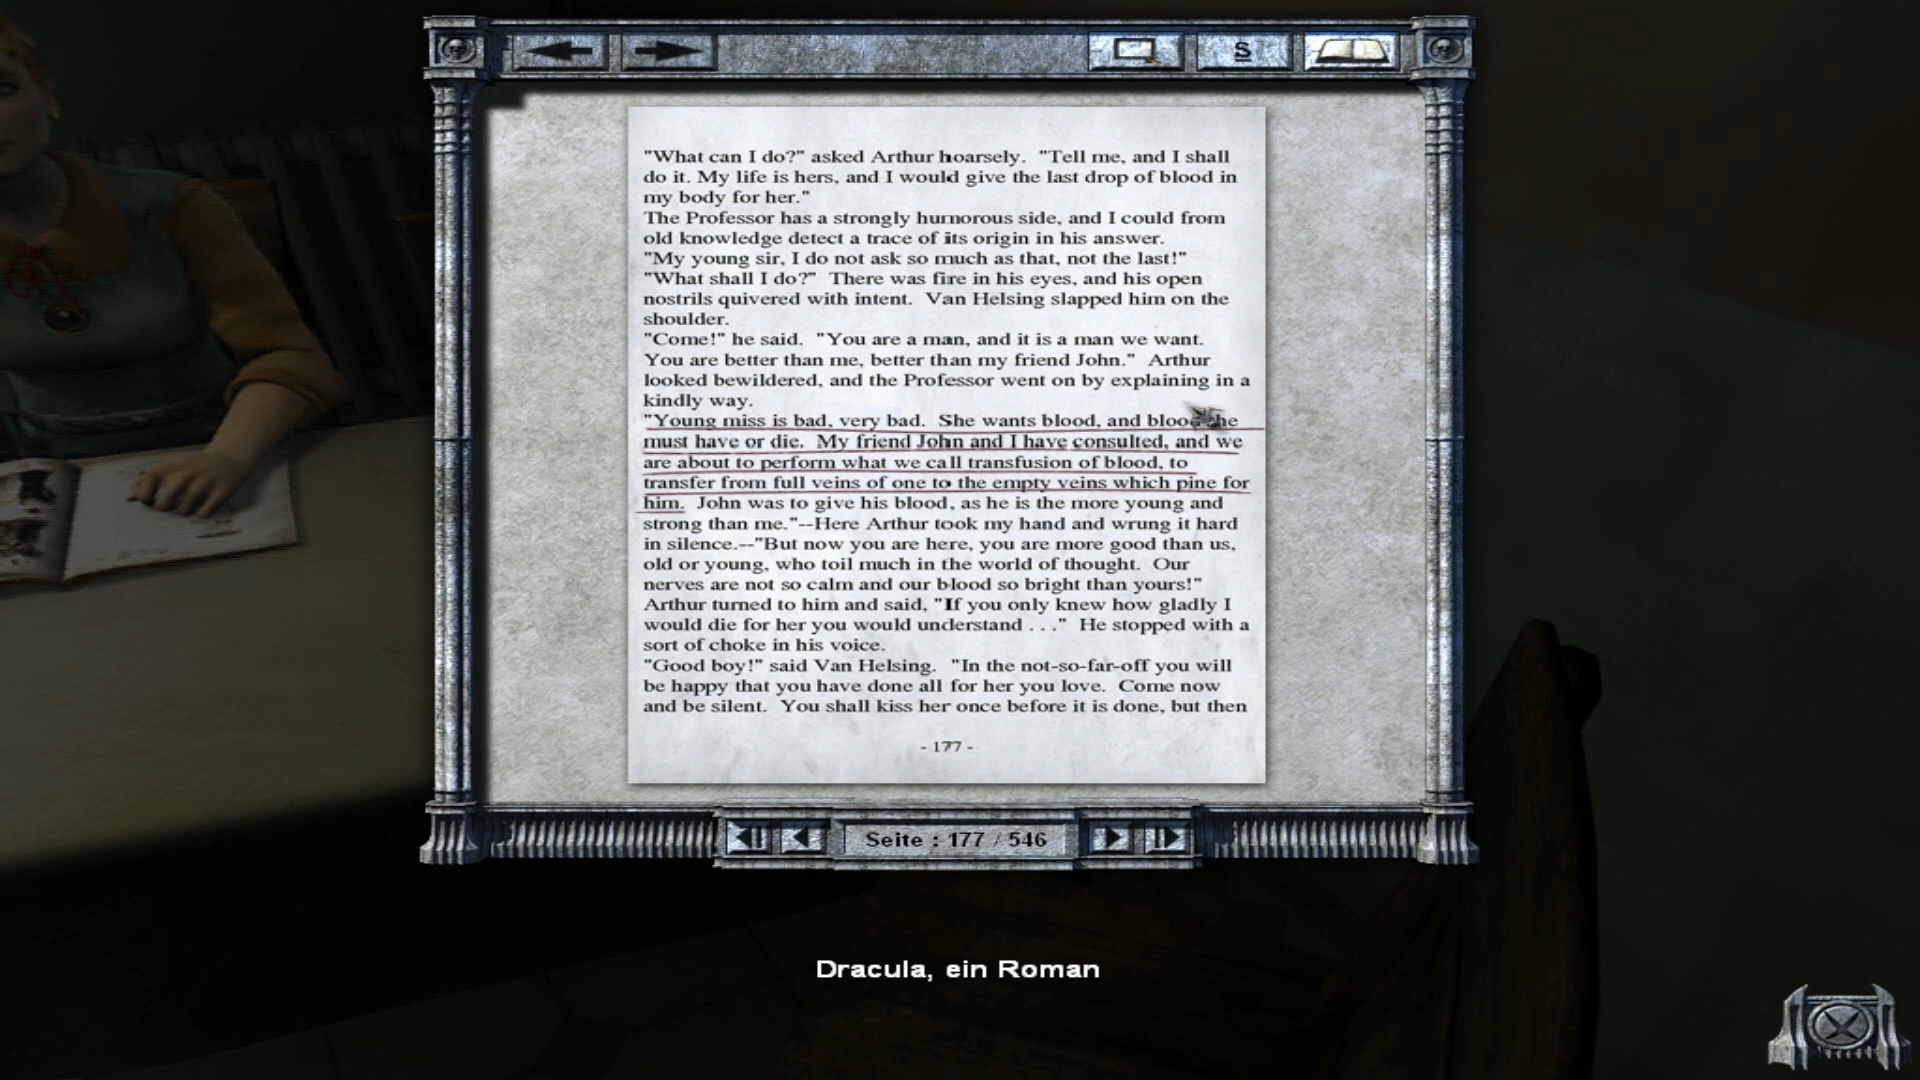 S
"What can I do?" asked Arthur hoarsely. "Tell me, and I shall
do it. My life is hers, and I would give the last drop of blood in
my body for her."
The Professor has a strongly humorous side, and I could from
old knowledge detect a trace of its origin in his answer.
"My young sir, I do not ask so much as that, not the last!"
"What shall I do?" There was fire in his eyes, and his open
nostrils quivered with intent. Van Helsing slapped him on the
shoulder.
"Come!" he said. "You are a man, and it is a man we want.
You are better than me, better than my friend John." Arthur
looked bewildered, and the Professor went on by explaining in a
kindly way.
"Young miss is bad, very bad. She wants blood, and blood she
must have or die. My friend John and I have consulted, and we
are about to perform what we call transfusion of blood, to
transfer from full veins of one to the empty veins which pine for
him. John was to give his blood, as he is the more young and
strong than me."--Here Arthur took my hand and wrung it hard
in silence.--"But now you are here, you are more good than us,
old or young, who toil much in the world of thought. Our
nerves are not so calm and our blood so bright than yours!"
Arthur turned to him and said, "If you only knew how gladly I
would die for her you would understand . . ." He stopped with a
sort of choke in his voice.
"Good boy!" said Van Helsing. "In the not-so-far-off you will
be happy that you have done all for her you love. Come now
and be silent. You shall kiss her once before it is done, but then
- 177 -
Seite : 177 / 546
Dracula, ein Roman